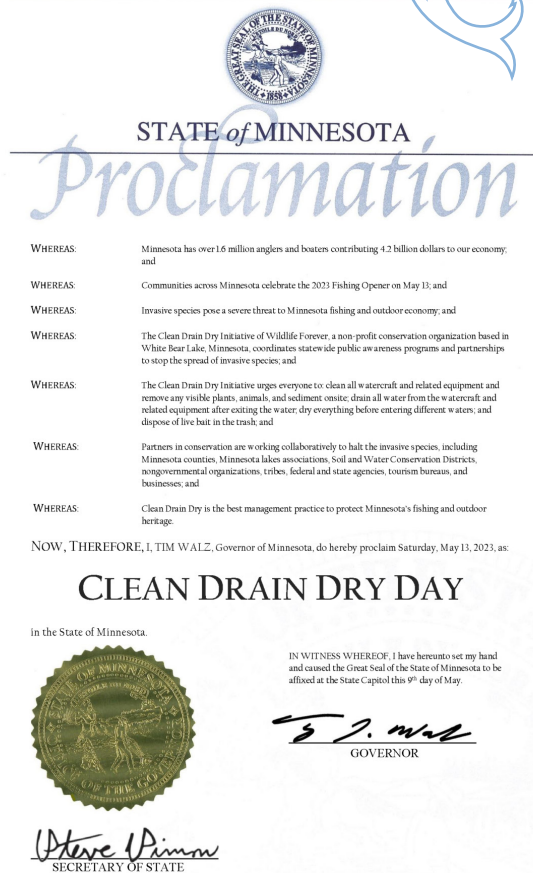 THE GREAT SEAL OF THE STATE OF MINNESOTA
L'ETOILE DU NORD
1858
STATE of MINNESOTA
Proclamation
WHEREAS: Minnesota has over 1.6 million anglers and boaters contributing 4.2 billion dollars to our economy;
and
WHEREAS: Communities across Minnesota celebrate the 2023 Fishing Opener on May 13; and
WHEREAS: Invasive species pose a severe threat to Minnesota fishing and outdoor economy; and
WHEREAS: The Clean Drain Dry Initiative of Wildlife Forever, a non-profit conservation organization based in
White Bear Lake, Minnesota, coordinates statewide public awareness programs and partnerships
to stop the spread of invasive species; and
WHEREAS: The Clean Drain Dry Initiative urges everyone to: clean all watercraft and related equipment and
remove any visible plants, animals, and sediment onsite; drain all water from the watercraft and
related equipment after exiting the water; dry everything before entering different waters; and
dispose of live bait in the trash; and
WHEREAS: Partners in conservation are working collaboratively to halt the invasive species, including
Minnesota counties, Minnesota lakes associations, Soil and Water Conservation Districts,
nongovernmental organizations, tribes, federal and state agencies, tourism bureaus, and
businesses; and
WHEREAS: Clean Drain Dry is the best management practice to protect Minnesota's fishing and outdoor
heritage.
NOW, THEREFORE, I, TIM WALZ, Governor of Minnesota, do hereby proclaim Saturday, May 13, 2023, as:
CLEAN DRAIN DRY DAY
in the State of Minnesota.
IN WITNESS WHEREOF, I have hereunto set my hand
and caused the Great Seal of the State of Minnesota to be
affixed at the State Capitol this 9th day of May.
GOVERNOR
Steve Simon
SECRETARY OF STATE